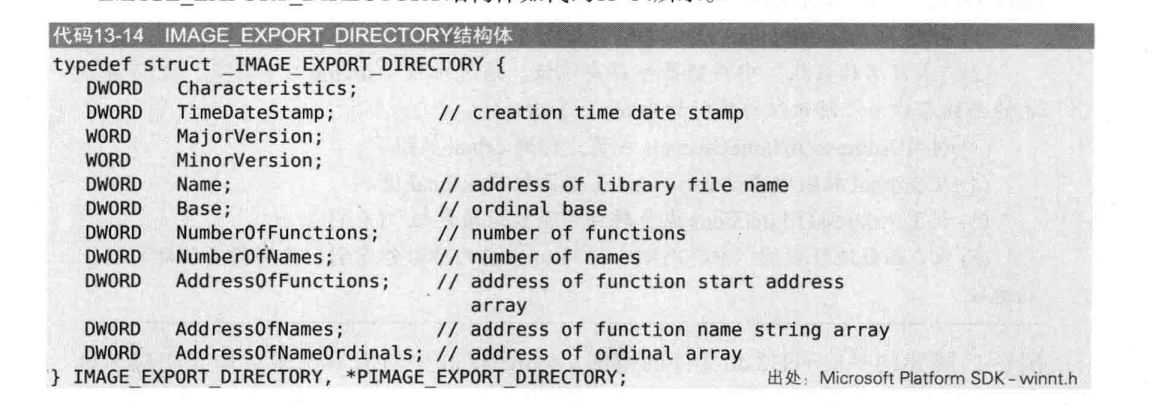 代码13-14 IMAGE_EXPORT_DIRECTORY结构体
typedef struct _IMAGE_EXPORT_DIRECTORY {
DWORD Characteristics;
DWORD TimeDateStamp; // creation time date stamp
WORD MajorVersion;
WORD MinorVersion;
DWORD Name; // address of library file name
DWORD Base; // ordinal base
DWORD NumberOfFunctions; // number of functions
DWORD NumberOfNames; // number of names
DWORD AddressOfFunctions; // address of function start address
array
DWORD AddressOfNames; // address of function name string array
DWORD AddressOfNameOrdinals; // address of ordinal array
} IMAGE_EXPORT_DIRECTORY, *PIMAGE_EXPORT_DIRECTORY; 出处：Microsoft Platform SDK - winnt.h